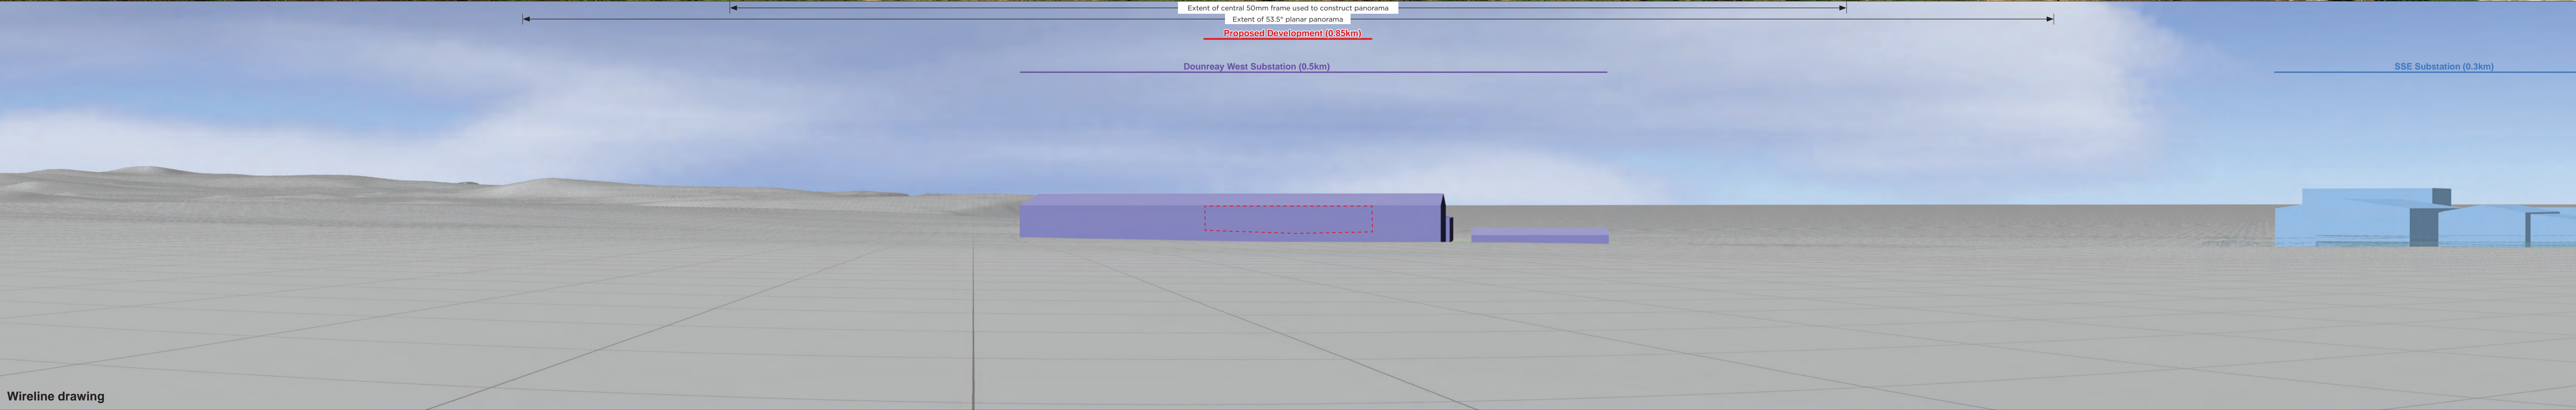 Extent of central 50mm frame used to construct panorama
Extent of 53.5° planar panorama
Proposed Development (0.85km)
Dounreay West Substation (0.5km)
SSE Substation (0.3km)
Wireline drawing